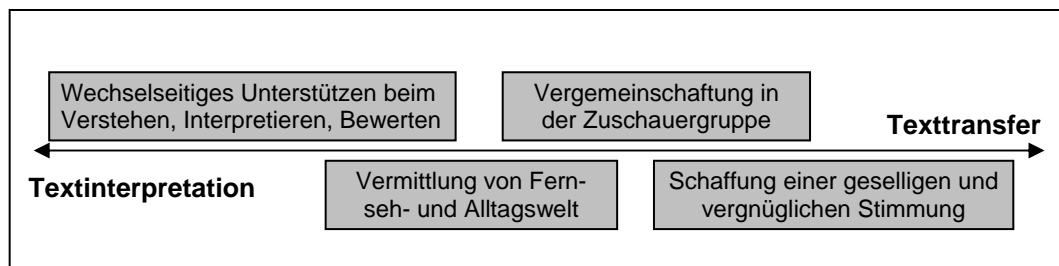 Wechselseitiges Unterstützen beim
Verstehen, Interpretieren, Bewerten
Vergemeinschaftung in
der Zuschauergruppe
Texttransfer
Textinterpretation
Vermittlung von Fern-
seh- und Alltagswelt
Schaffung einer geselligen und
vergnüglichen Stimmung